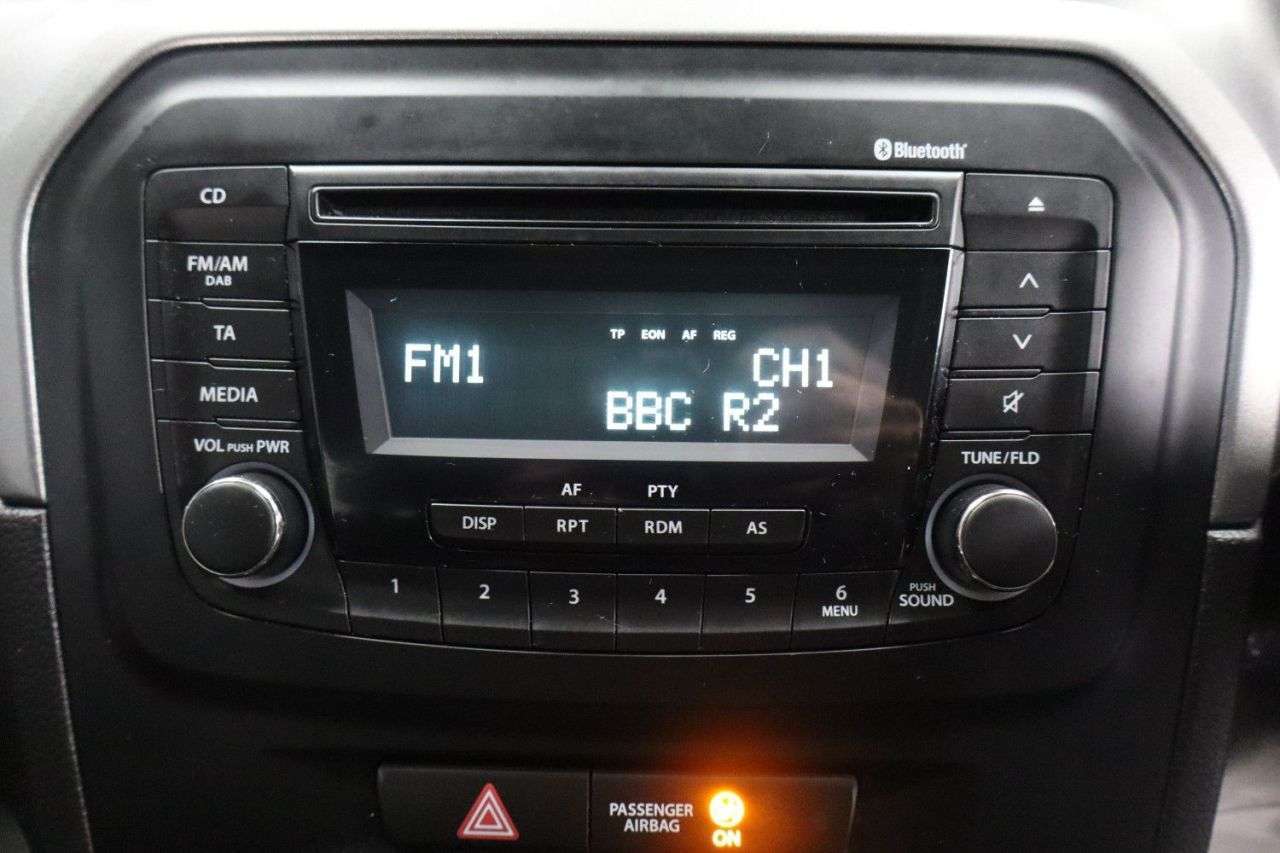 Bluetooth
CD
FM/AM
DAB
TA
MEDIA
VOL PUSH PWR
TP EON AF REG
FM1 CH1
BBC R2
TUNE/FLD
AF PTY
DISP RPT RDM AS
1 2 3 4 5 6
MENU
PUSH
SOUND
PASSENGER
AIRBAG
ON